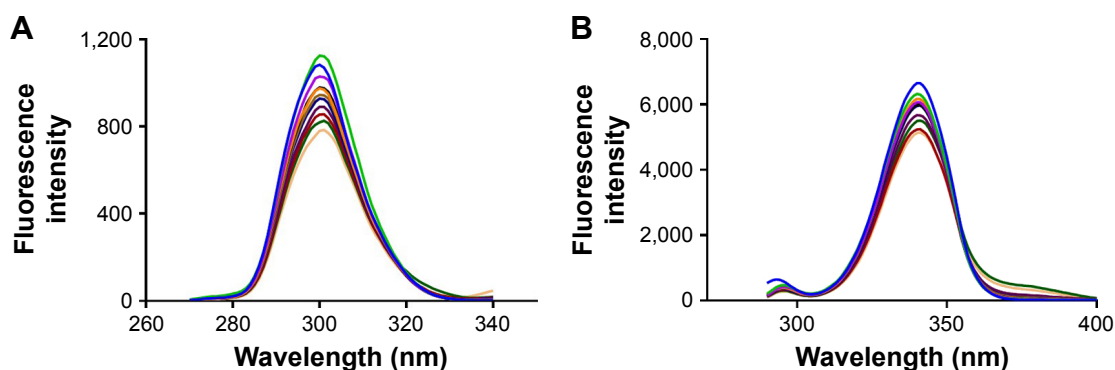 A
Fluorescence
intensity
1,200
800
400
0
260
280
300
320
340
Wavelength (nm)
B
Fluorescence
intensity
8,000
6,000
4,000
2,000
0
300
350
400
Wavelength (nm)